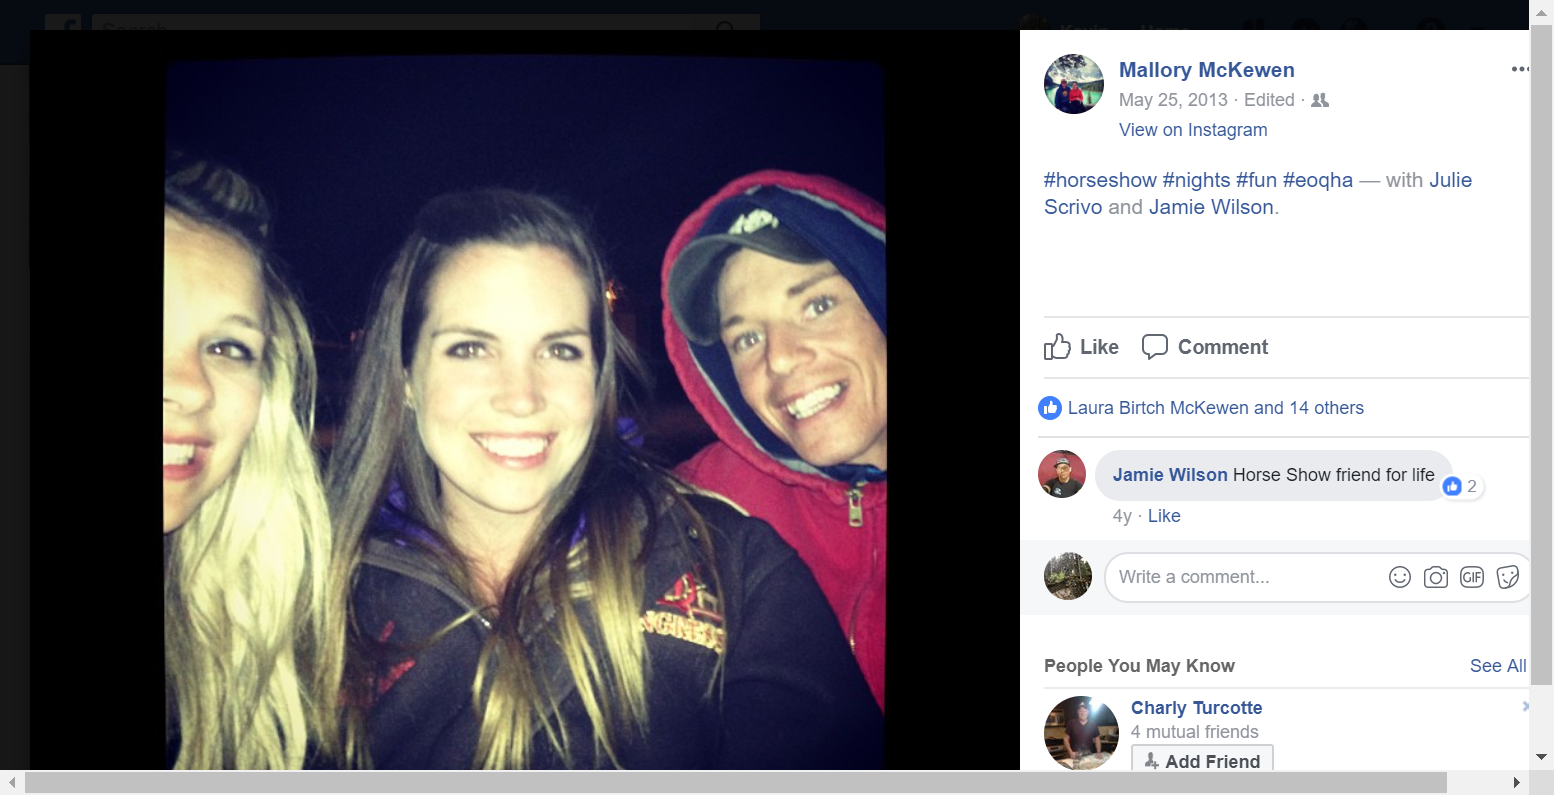 Search
Mallory McKewen
May 25, 2013 · Edited ·
View on Instagram
#horseshow #nights #fun #eoqha — with Julie
Scrivo and Jamie Wilson.
Like Comment
Laura Birtch McKewen and 14 others
Jamie Wilson Horse Show friend for life
2
4y · Like
Write a comment...
GIF
People You May Know See All
Charly Turcotte
4 mutual friends
Add Friend